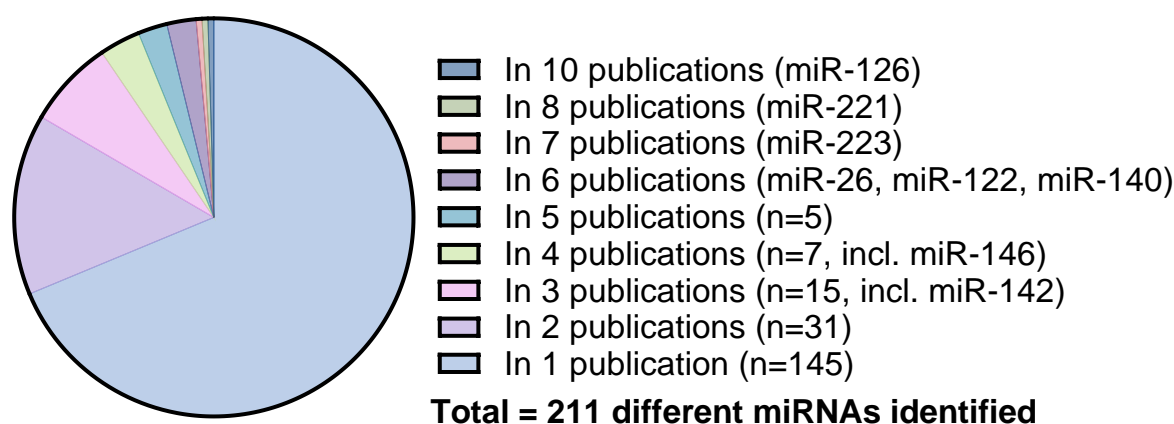 In 10 publications (miR-126)
In 8 publications (miR-221)
In 7 publications (miR-223)
In 6 publications (miR-26, miR-122, miR-140)
In 5 publications (n=5)
In 4 publications (n=7, incl. miR-146)
In 3 publications (n=15, incl. miR-142)
In 2 publications (n=31)
In 1 publication (n=145)
Total = 211 different miRNAs identified